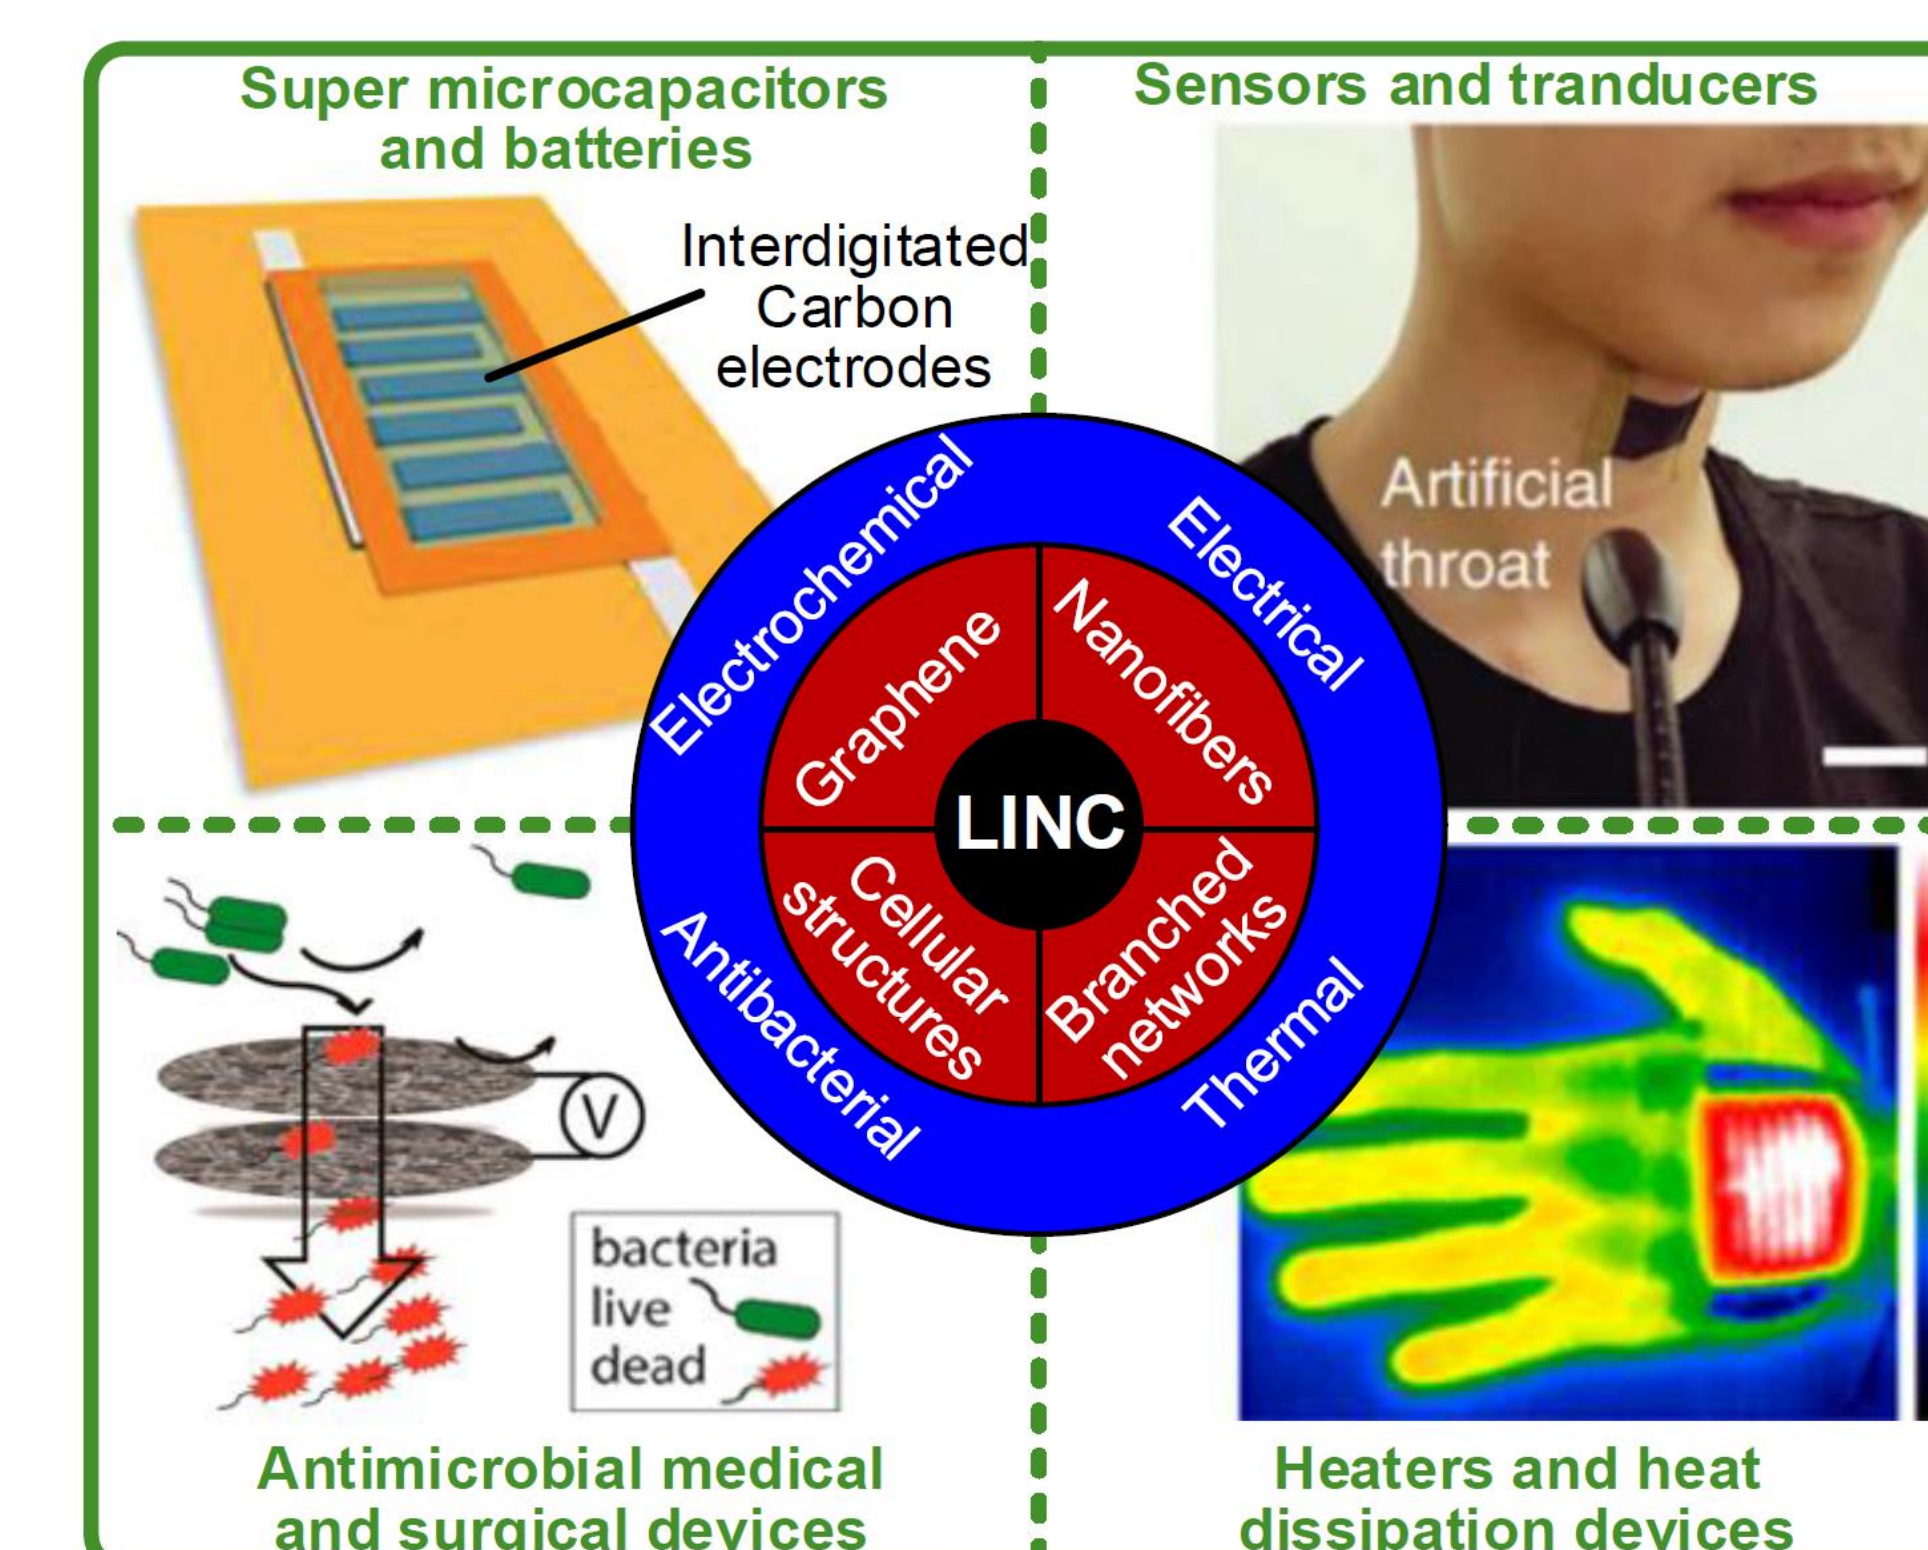 Super microcapacitors
and batteries
Interdigitated
Carbon
electrodes
Sensors and tranducers
Artificial
throat
Electrochemical
Electrical
Graphene
Nanofibers
LINC
Cellular
structures
Branched
networks
Antibacterial
Thermal
V
bacteria
live
dead
Antimicrobial medical
and surgical devices
Heaters and heat
dissipation devices